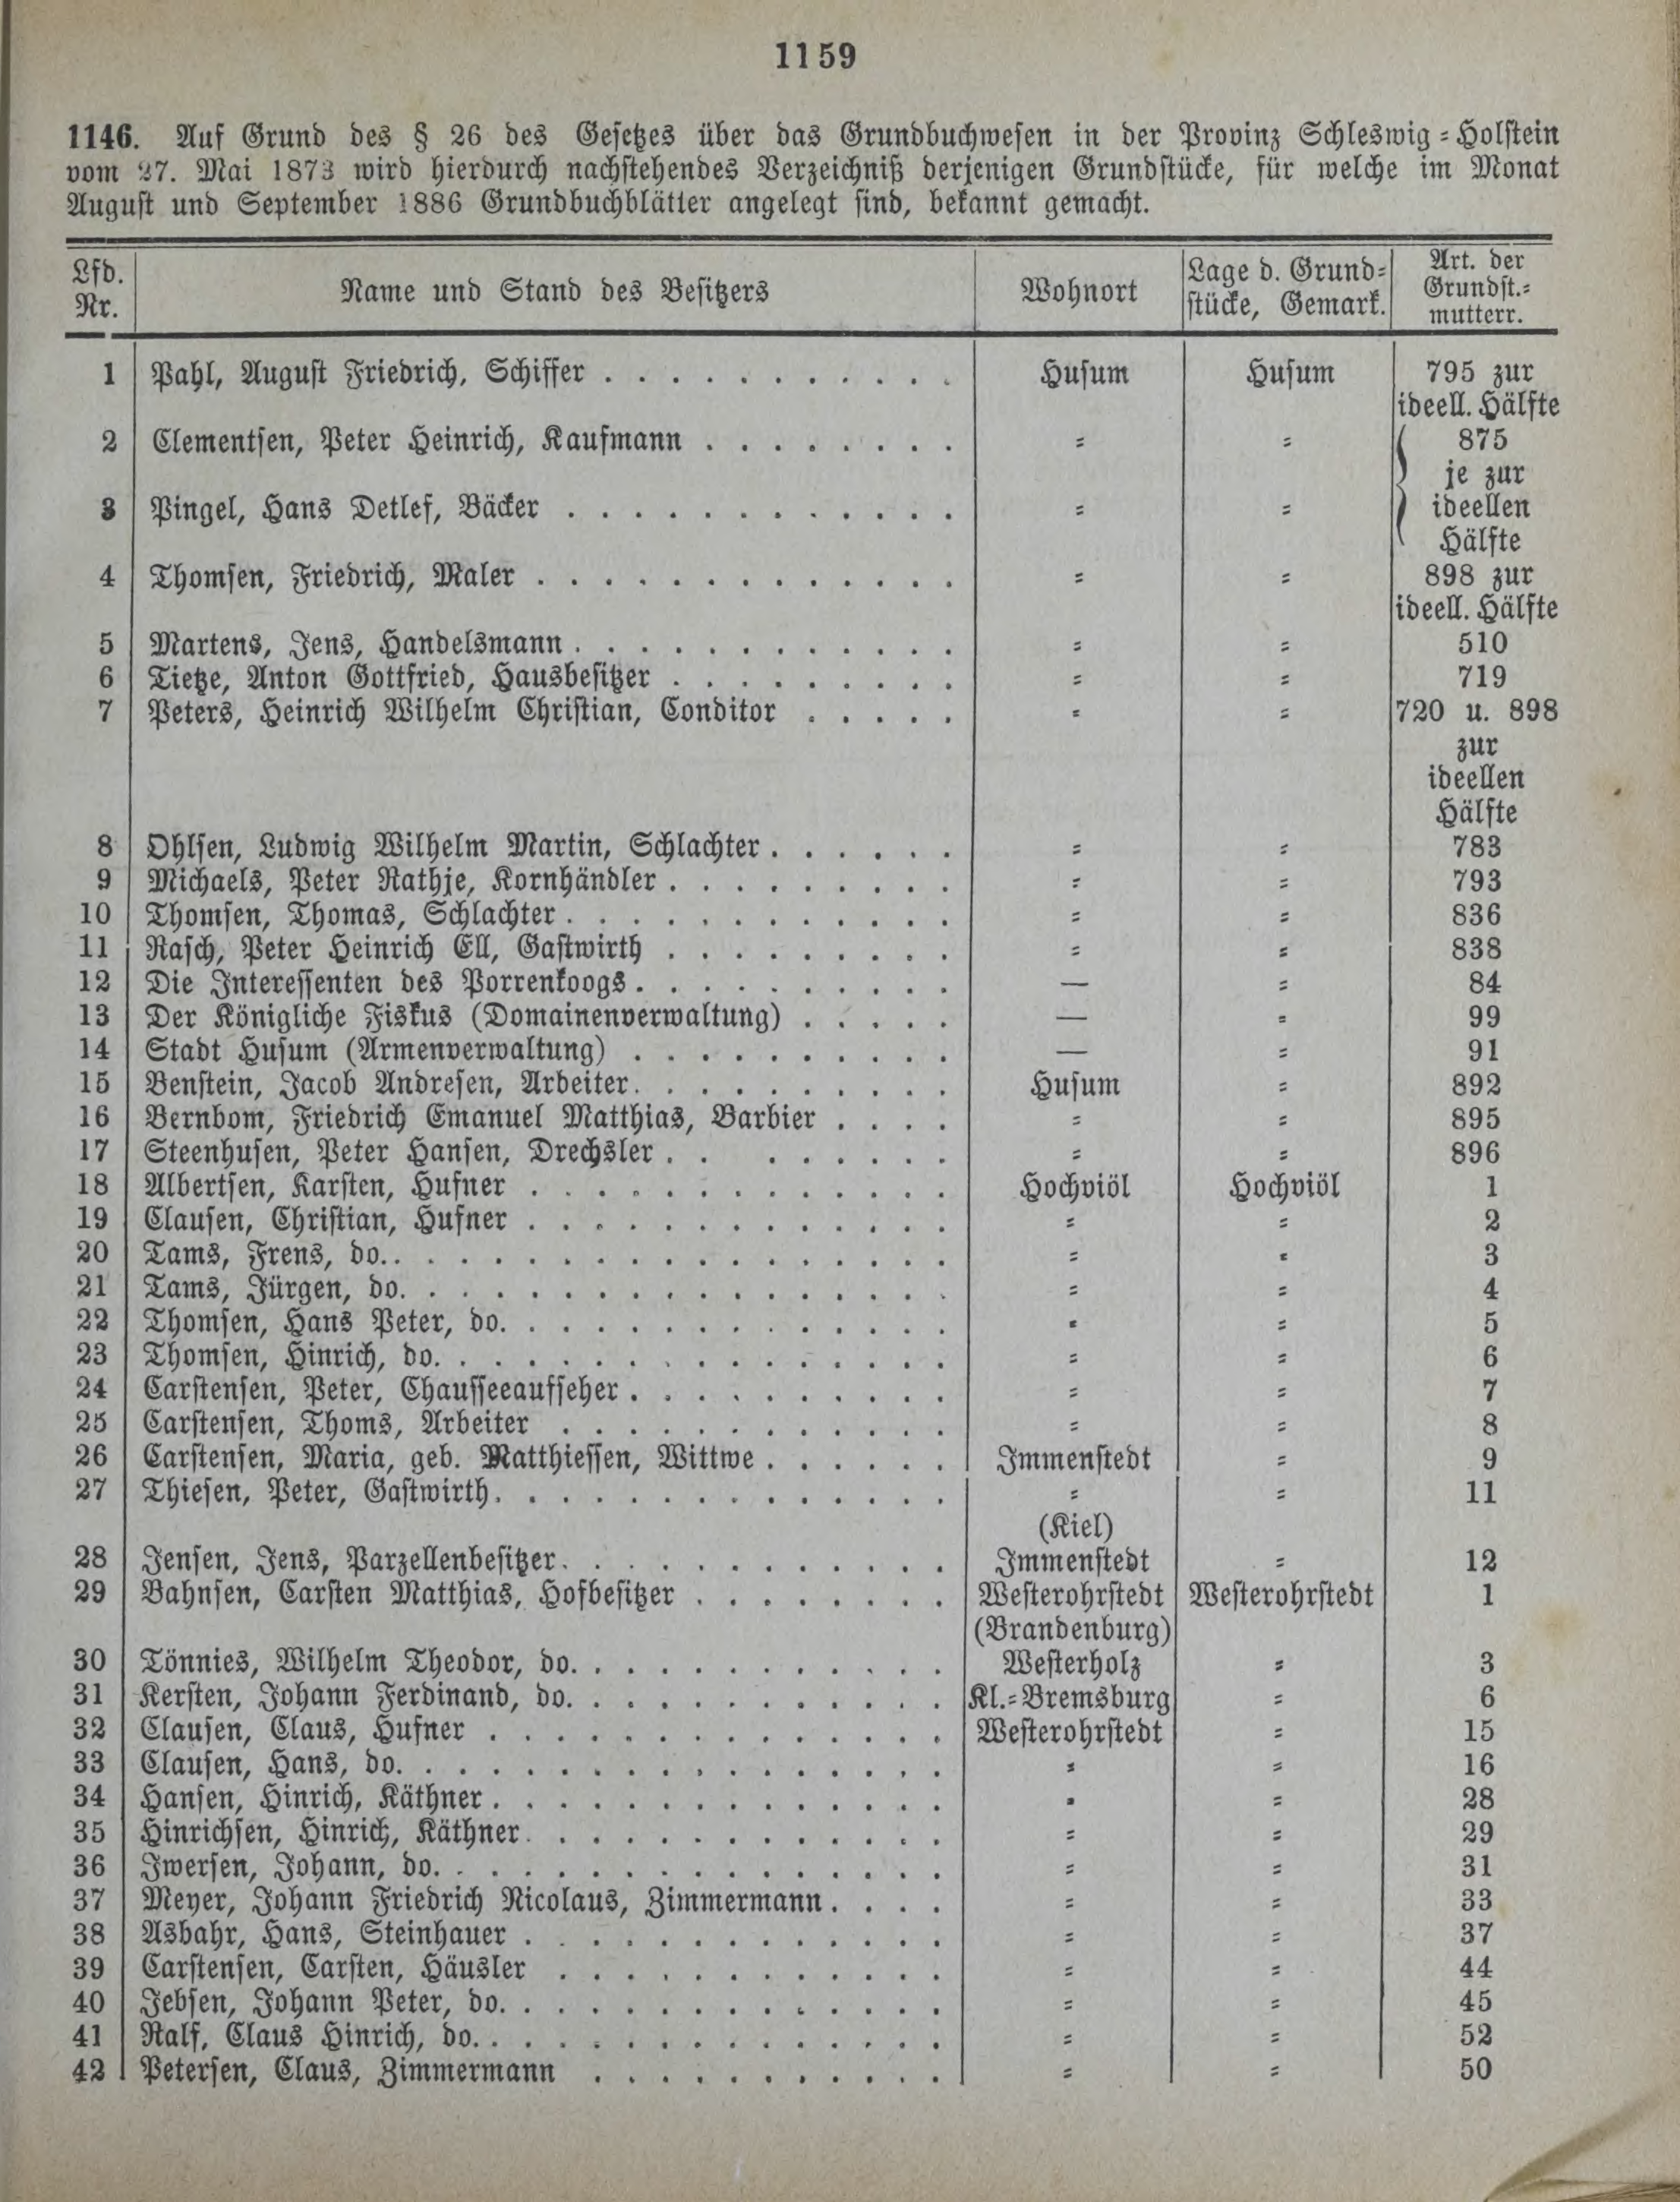 1159
1146. Auf Grund des § 26 des Gesetzes über das Grundbuchwesen in der Provinz Schleswig=Holstein
vom 27. Mai 1873 wird hierdurch nachstehendes Verzeichniß derjenigen Grundstücke, für welche im Monat
August und September 1886 Grundbuchblätter angelegt sind, bekannt gemacht.
Lfd. Nr. Name und Stand des Besitzers Wohnort Lage d. Grund=stücke, Gemark. Art. der Grundst.=mutterr.
1 Pahl, August Friedrich, Schiffer . . . . . . . . . . . . Husum Husum 795 zur
ideell. Hälfte
2 Clementsen, Peter Heinrich, Kaufmann . . . . . . . . = = 875
je zur
3 Pingel, Hans Detlef, Bäcker . . . . . . . . . . . . = = ideellen
Hälfte
4 Thomsen, Friedrich, Maler . . . . . . . . . . . . . = = 898 zur
ideell. Hälfte
5 Martens, Jens, Handelsmann . . . . . . . . . . . . = = 510
6 Tietze, Anton Gottfried, Hausbesitzer . . . . . . . . . = = 719
7 Peters, Heinrich Wilhelm Christian, Conditor . . . . . = = 720 u. 898
zur
ideellen
Hälfte
8 Ohlsen, Ludwig Wilhelm Martin, Schlachter . . . . . . = = 783
9 Michaels, Peter Rathje, Kornhändler . . . . . . . . . = = 793
10 Thomsen, Thomas, Schlachter . . . . . . . . . . . . = = 836
11 Rasch, Peter Heinrich Ell, Gastwirth . . . . . . . . . = = 838
12 Die Interessenten des Porrenkoogs . . . . . . . . . . — = 84
13 Der Königliche Fiskus (Domainenverwaltung) . . . . . — = 99
14 Stadt Husum (Armenverwaltung) . . . . . . . . . . — = 91
15 Benstein, Jacob Andresen, Arbeiter . . . . . . . . . . Husum = 892
16 Bernbom, Friedrich Emanuel Matthias, Barbier . . . . = = 895
17 Steenhusen, Peter Hansen, Drechsler . . . . . . . . . = = 896
18 Albertsen, Karsten, Hufner . . . . . . . . . . . . . Hochviöl Hochviöl 1
19 Clausen, Christian, Hufner . . . . . . . . . . . . . = = 2
20 Tams, Frens, do. . . . . . . . . . . . . . . . . = = 3
21 Tams, Jürgen, do. . . . . . . . . . . . . . . . . = = 4
22 Thomsen, Hans Peter, do. . . . . . . . . . . . . . = = 5
23 Thomsen, Hinrich, do. . . . . . . . . . . . . . . . = = 6
24 Carstensen, Peter, Chausseeaufseher . . . . . . . . . . = = 7
25 Carstensen, Thoms, Arbeiter . . . . . . . . . . . . = = 8
26 Carstensen, Maria, geb. Matthiessen, Wittwe . . . . . . Immenstedt = 9
27 Thiesen, Peter, Gastwirth . . . . . . . . . . . . . . = = 11
(Kiel)
28 Jensen, Jens, Parzellenbesitzer . . . . . . . . . . . . Immenstedt = 12
29 Bahnsen, Carsten Matthias, Hofbesitzer . . . . . . . . Westerohrstedt Westerohrstedt 1
(Brandenburg)
30 Tönnies, Wilhelm Theodor, do. . . . . . . . . . . . Westerholz = 3
31 Kersten, Johann Ferdinand, do. . . . . . . . . . . . Kl.=Bremsburg = 6
32 Clausen, Claus, Hufner . . . . . . . . . . . . . . Westerohrstedt = 15
33 Clausen, Hans, do. . . . . . . . . . . . . . . . . = = 16
34 Hansen, Hinrich, Käthner . . . . . . . . . . . . . . = = 28
35 Hinrichsen, Hinrich, Käthner . . . . . . . . . . . . . = = 29
36 Iwersen, Johann, do. . . . . . . . . . . . . . . . = = 31
37 Meyer, Johann Friedrich Nicolaus, Zimmermann . . . . = = 33
38 Asbahr, Hans, Steinhauer . . . . . . . . . . . . . = = 37
39 Carstensen, Carsten, Häusler . . . . . . . . . . . . = = 44
40 Jebsen, Johann Peter, do. . . . . . . . . . . . . . = = 45
41 Ralf, Claus Hinrich, do. . . . . . . . . . . . . . . = = 52
42 Petersen, Claus, Zimmermann . . . . . . . . . . . = = 50